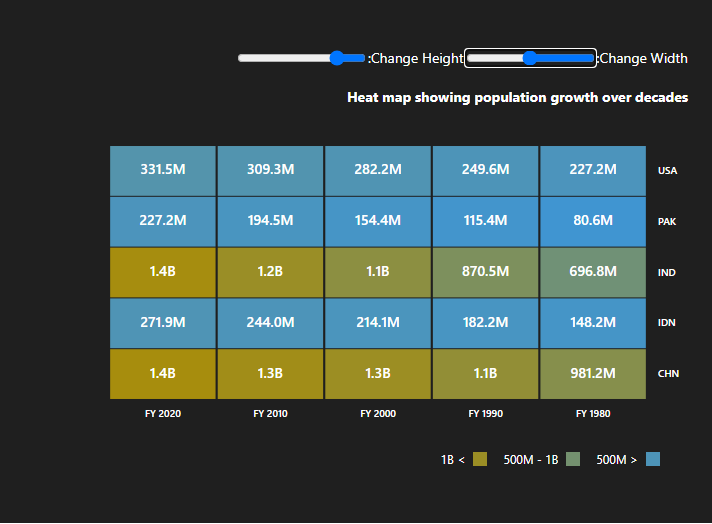 :Change Height :Change Width
Heat map showing population growth over decades
331.5M 309.3M 282.2M 249.6M 227.2M USA
227.2M 194.5M 154.4M 115.4M 80.6M PAK
1.4B 1.2B 1.1B 870.5M 696.8M IND
271.9M 244.0M 214.1M 182.2M 148.2M IDN
1.4B 1.3B 1.3B 1.1B 981.2M CHN
FY 2020 FY 2010 FY 2000 FY 1990 FY 1980
1B < 500M - 1B 500M >